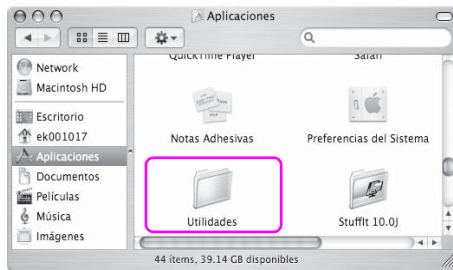 Aplicaciones
QuickTime Player
Safari
Network
Macintosh HD
Escritorio
ek001017
Aplicaciones
Documentos
Películas
Música
Imágenes
Notas Adhesivas
Preferencias del Sistema
Utilidades
StuffIt 10.0J
44 ítems, 39.14 GB disponibles